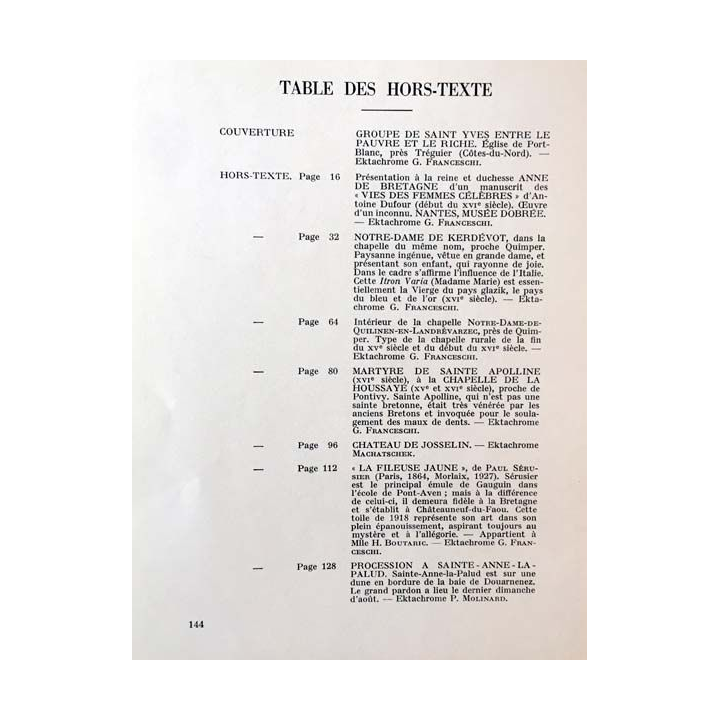 TABLE DES HORS-TEXTE
COUVERTURE GROUPE DE SAINT YVES ENTRE LE
PAUVRE ET LE RICHE. Église de Port-
Blanc, près Tréguier (Côtes-du-Nord). —
Ektachrome G. FRANCESCHI.
HORS-TEXTE. Page 16 Présentation à la reine et duchesse ANNE
DE BRETAGNE d'un manuscrit des
« VIES DES FEMMES CÉLÈBRES » d'An-
toine Dufour (début du XVIe siècle). Œuvre
d'un inconnu. NANTES, MUSÉE DOBRÉE.
— Ektachrome G. FRANCESCHI.
— Page 32 NOTRE-DAME DE KERDÉVOT, dans la
chapelle du même nom, proche Quimper.
Paysanne ingénue, vêtue en grande dame, et
présentant son enfant, qui rayonne de joie.
Dans le cadre s'affirme l'influence de l'Italie.
Cette Itron Varia (Madame Marie) est essen-
tiellement la Vierge du pays glazik, le pays
du bleu et de l'or (XVIe siècle). — Ekta-
chrome G. FRANCESCHI.
— Page 64 Intérieur de la chapelle NOTRE-DAME-DE-
QUILINEN-EN-LANDRÉVARZEC, près de Quim-
per. Type de la chapelle rurale de la fin
du XVe siècle et du début du XVIe siècle. —
Ektachrome G. FRANCESCHI.
— Page 80 MARTYRE DE SAINTE APOLLINE
(XVIe siècle), à la CHAPELLE DE LA
HOUSSAYE (XVe et XVIe siècle), proche de
Pontivy. Sainte Apolline, qui n'est pas une
sainte bretonne, était très vénérée par les
anciens Bretons et invoquée pour le soula-
gement des maux de dents. — Ektachrome
G. FRANCESCHI.
— Page 96 CHATEAU DE JOSSELIN. — Ektachrome
MACHATSCHEK.
— Page 112 « LA FILEUSE JAUNE », de PAUL SÉRU-
SIER (Paris, 1864, Morlaix, 1927). Sérusier
est le principal émule de Gauguin dans
l'école de Pont-Aven ; mais à la différence
de celui-ci, il demeura fidèle à la Bretagne
et s'établit à Châteauneuf-du-Faou. Cette
toile de 1918 représente son art dans son
plein épanouissement, aspirant toujours au
mystère et à l'allégorie. — Appartient à
Mlle H. BOUTARIC. — Ektachrome G. FRAN-
CESCHI.
— Page 128 PROCESSION A SAINTE-ANNE-LA-
PALUD. Sainte-Anne-la-Palud est sur une
dune en bordure de la baie de Douarnenez.
Le grand pardon a lieu le dernier dimanche
d'août. — Ektachrome P. MOLINARD.
144